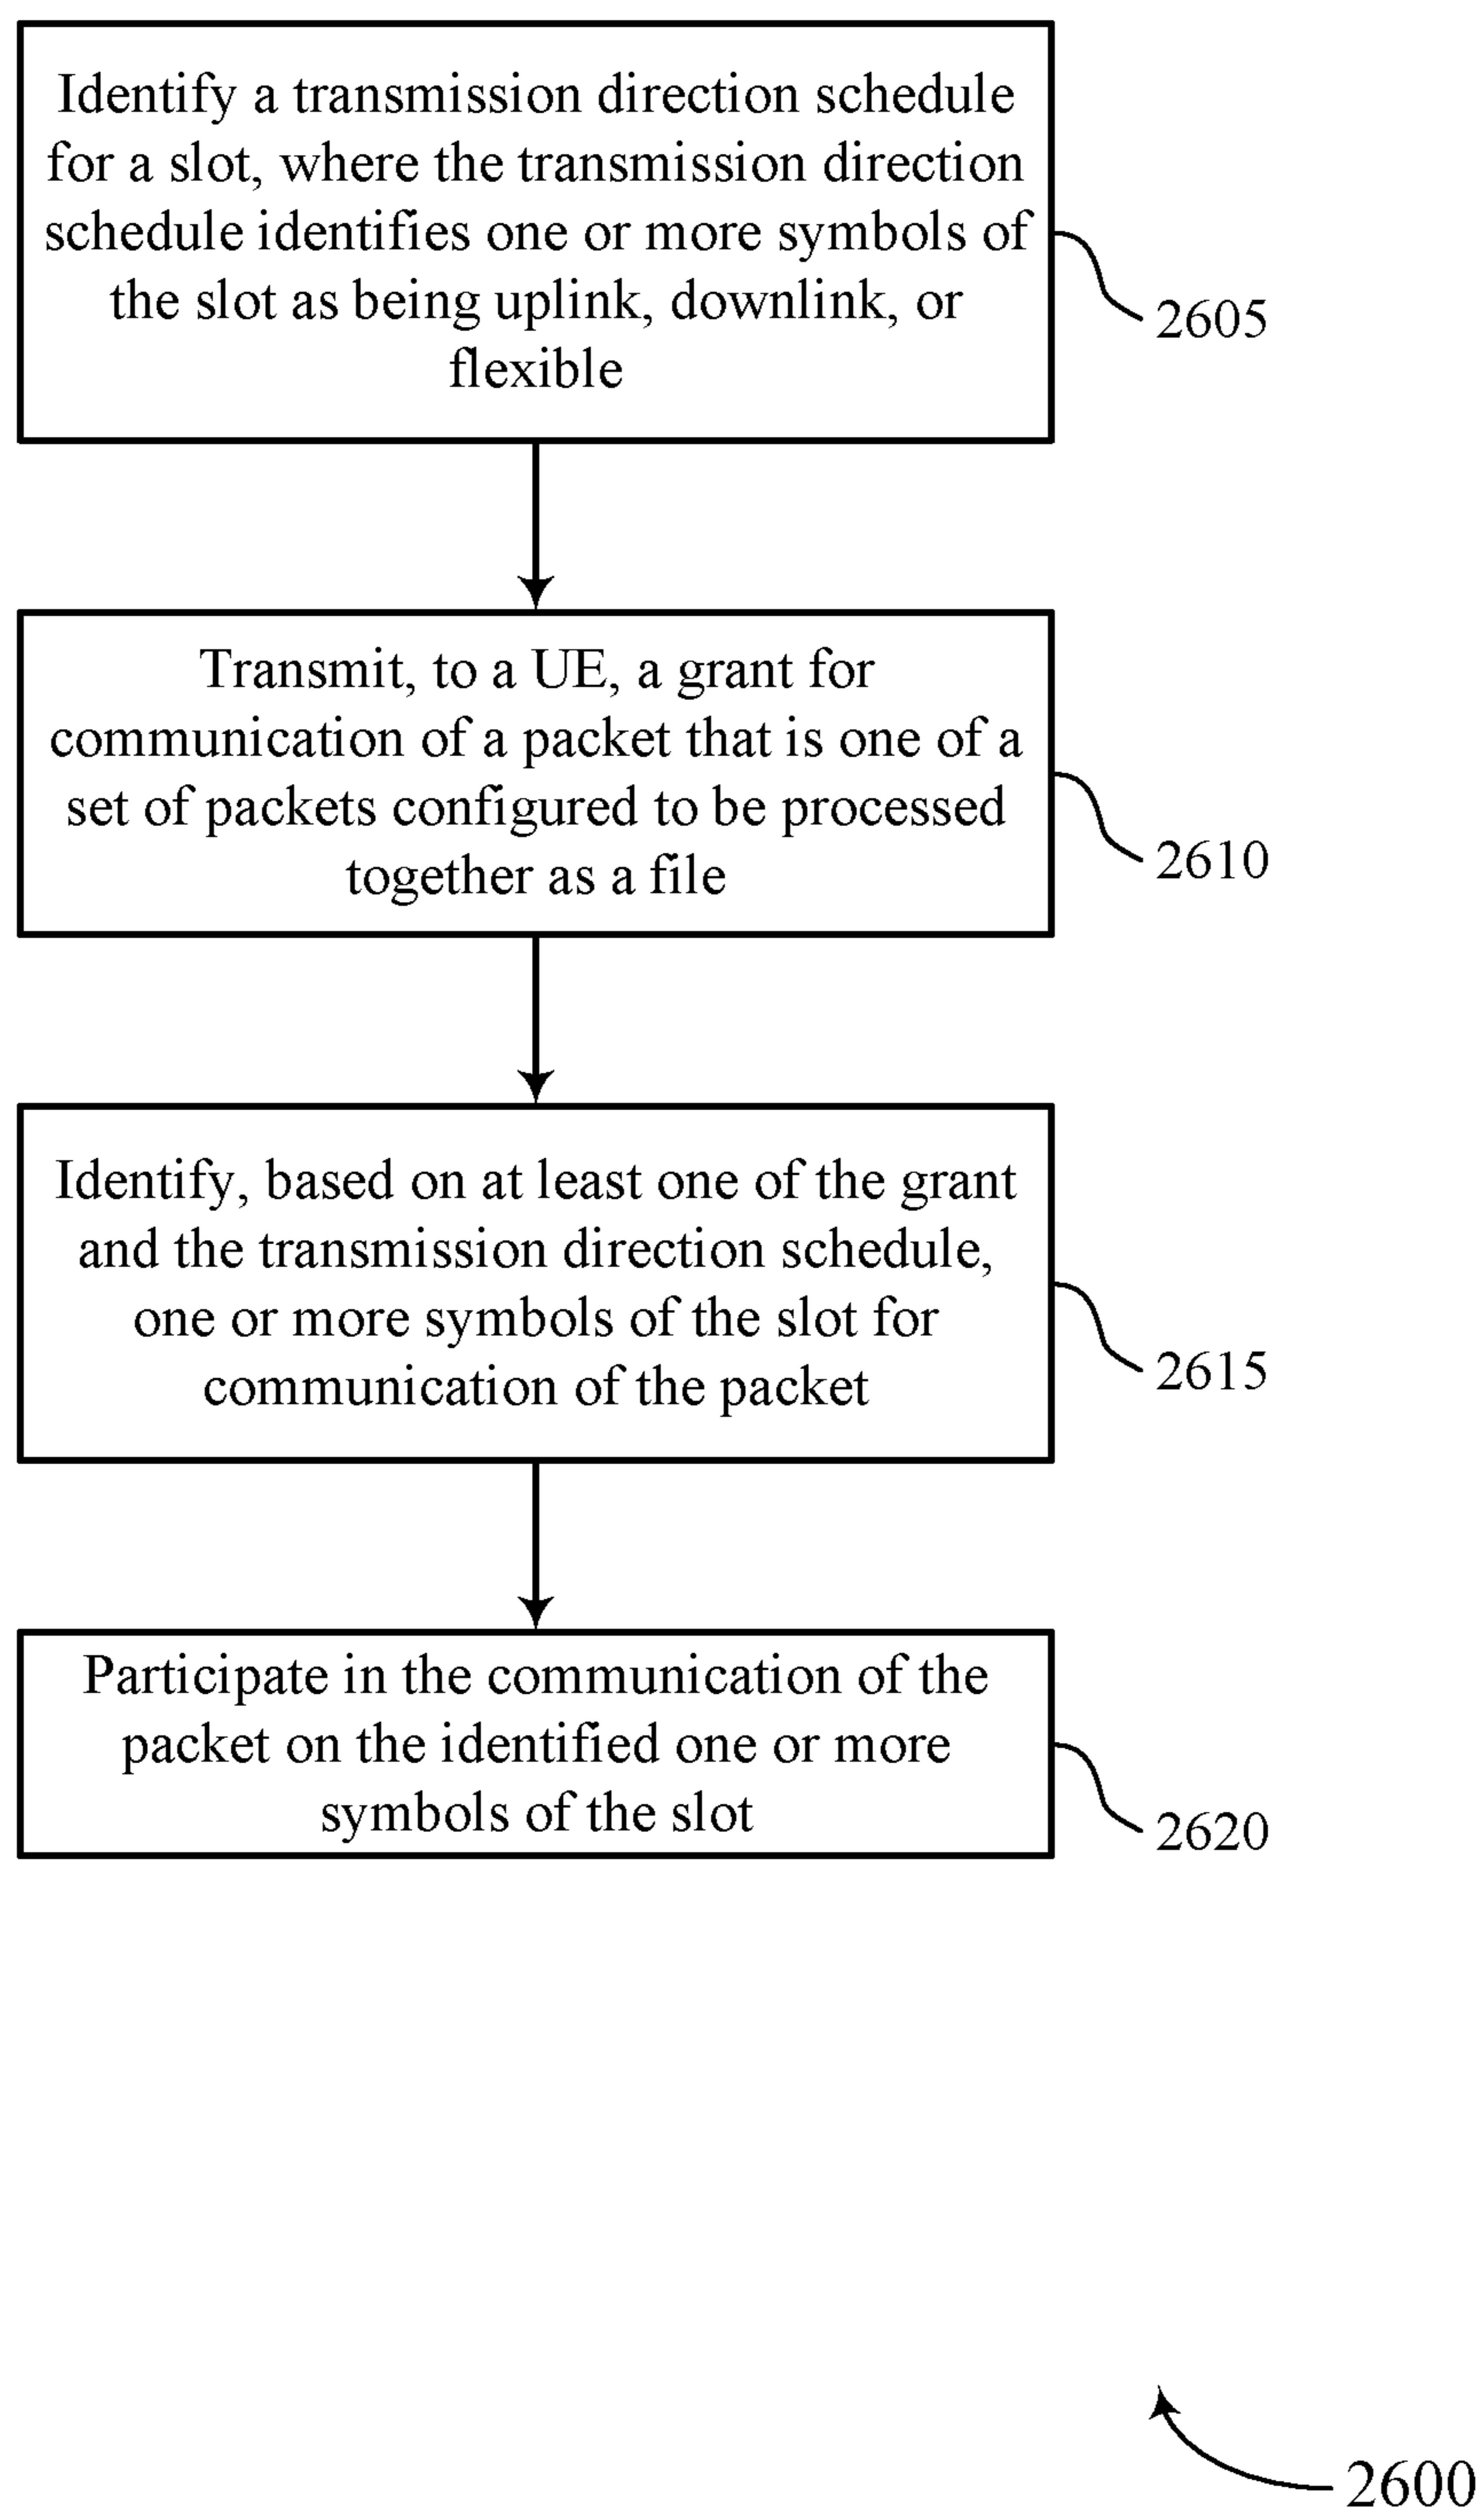 Identify a transmission direction schedule
for a slot, where the transmission direction
schedule identifies one or more symbols of
the slot as being uplink, downlink, or
flexible
2605
Transmit, to a UE, a grant for
communication of a packet that is one of a
set of packets configured to be processed
together as a file
2610
Identify, based on at least one of the grant
and the transmission direction schedule,
one or more symbols of the slot for
communication of the packet
2615
Participate in the communication of the
packet on the identified one or more
symbols of the slot
2620
2600